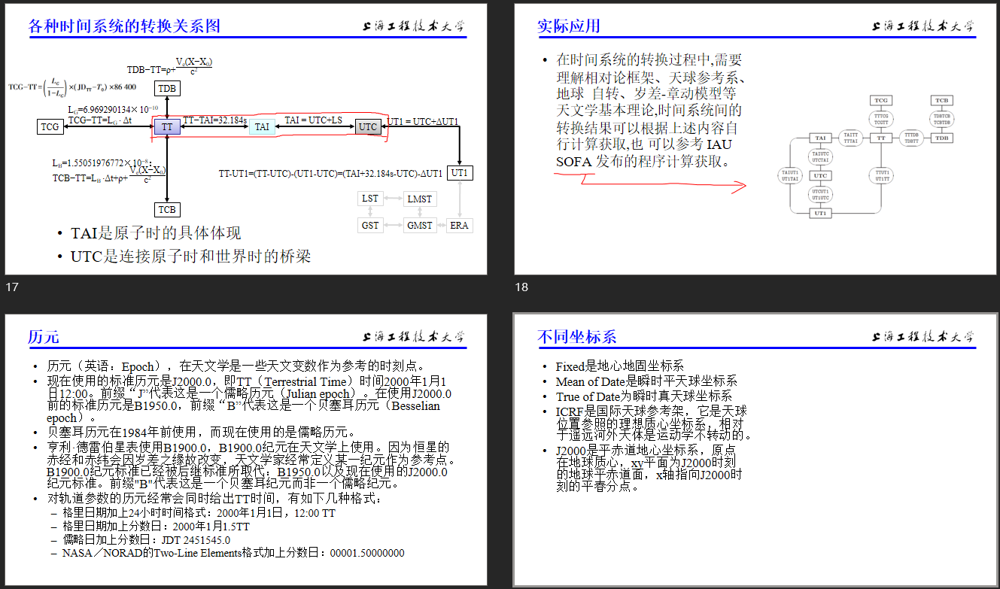 各种时间系统的转换关系图
上海工程技术大学
TDB−TT=ρ+Vₑ(X−X₀)/c²
TCG−TT=(L_G/1−L_G)×(JD_TT−T₀)×86 400
TDB
L_G=6.969290134×10⁻¹⁰
TCG−TT=L_G·Δt
TT−TAI=32.184s
TAI = UTC+LS
UT1 = UTC+ΔUT1
TCG
TT
TAI
UTC
L_B=1.55051976772×10⁻⁸;
TCB−TT=L_B·Δt+ρ+Vₑ(X−X₀)/c²
TT-UT1=(TT-UTC)-(UT1-UTC)=(TAI+32.184s-UTC)-ΔUT1
UT1
LST
LMST
TCB
GST
GMST
ERA
• TAI是原子时的具体体现
• UTC是连接原子时和世界时的桥梁
17
实际应用
上海工程技术大学
• 在时间系统的转换过程中,需要
理解相对论框架、天球参考系、
地球 自转、岁差-章动模型等
天文学基本理论,时间系统间的
转换结果可以根据上述内容自
行计算获取,也 可以参考 IAU
SOFA 发布的程序计算获取。
TCG
TCB
TTTCG
TCGTT
TDBTCB
TCBTDB
TAI
TAITT
TTTAI
TT
TTTDB
TDBTT
TDB
TAIUTC
UTCTAI
TAIUT1
UT1TAI
UTC
TTUT1
UT1TT
UTCUT1
UT1UTC
UT1
18
历元
上海工程技术大学
• 历元（英语：Epoch），在天文学是一些天文变数作为参考的时刻点。
• 现在使用的标准历元是J2000.0，即TT（Terrestrial Time）时间2000年1月1
日12:00。前缀“J”代表这是一个儒略历元（Julian epoch）。在使用J2000.0
前的标准历元是B1950.0，前缀“B”代表这是一个贝塞耳历元（Besselian
epoch）。
• 贝塞耳历元在1984年前使用，而现在使用的是儒略历元。
• 亨利·德雷伯星表使用B1900.0，B1900.0纪元在天文学上使用。因为恒星的
赤经和赤纬会因岁差之缘故改变，天文学家经常定义某一纪元作为参考点。
B1900.0纪元标准已经被后继标准所取代：B1950.0以及现在使用的J2000.0
纪元标准。前缀"B"代表这是一个贝塞耳纪元而非一个儒略纪元。
• 对轨道参数的历元经常会同时给出TT时间，有如下几种格式：
– 格里日期加上24小时时间格式：2000年1月1日，12:00 TT
– 格里日期加上分数日：2000年1月1.5TT
– 儒略日加上分数日：JDT 2451545.0
– NASA／NORAD的Two-Line Elements格式加上分数日：00001.50000000
不同坐标系
上海工程技术大学
• Fixed是地心地固坐标系
• Mean of Date是瞬时平天球坐标系
• True of Date为瞬时真天球坐标系
• ICRF是国际天球参考架，它是天球
位置参照的理想质心坐标系，相对
于遥远河外天体是运动学不转动的。
• J2000是平赤道地心坐标系，原点
在地球质心，xy平面为J2000时刻
的地球平赤道面，x轴指向J2000时
刻的平春分点。